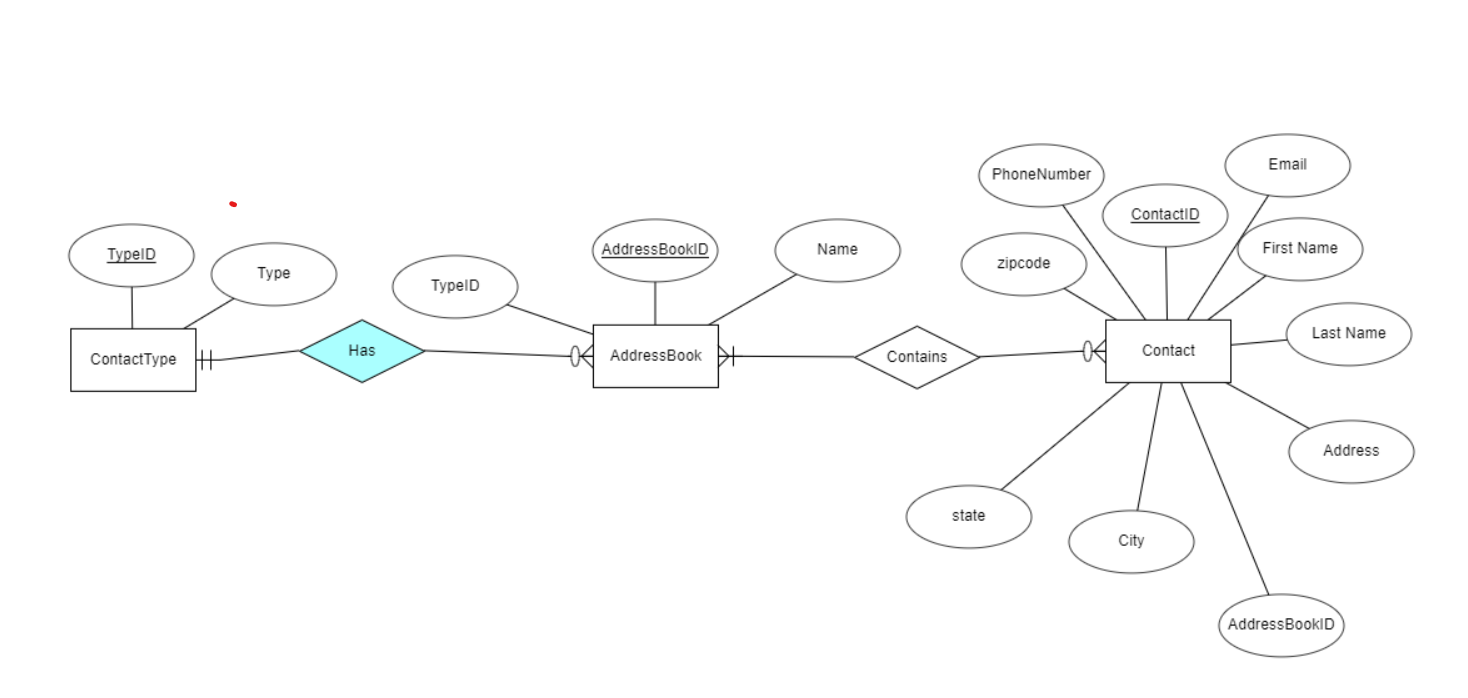 TypeID
Type
ContactType
Has
TypeID
AddressBookID
Name
AddressBook
Contains
PhoneNumber
Email
ContactID
zipcode
First Name
Contact
Last Name
Address
state
City
AddressBookID